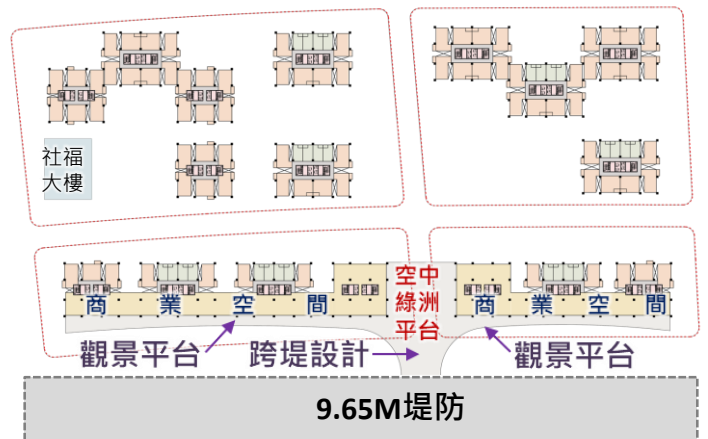 社福
大樓
商業空間
空中
綠洲
平台
商業空間
觀景平台
跨堤設計
觀景平台
9.65M堤防